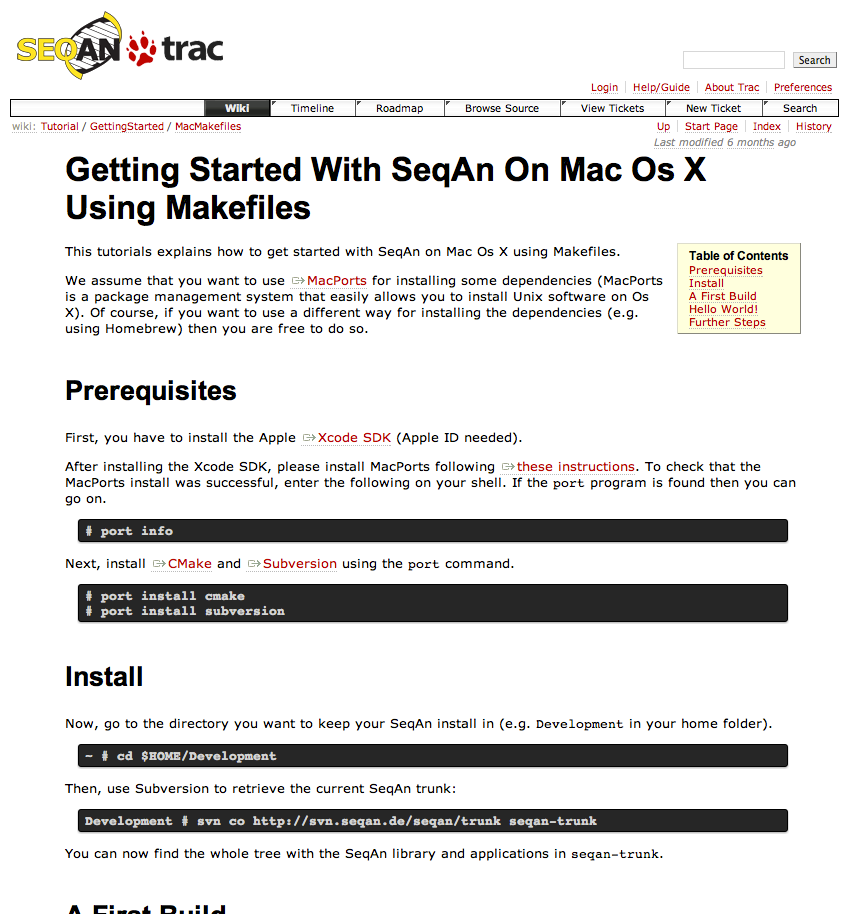 SEQAN trac
Search
Login Help/Guide About Trac Preferences
Wiki Timeline Roadmap Browse Source View Tickets New Ticket Search
wiki: Tutorial / GettingStarted / MacMakefiles
Up Start Page Index History
Last modified 6 months ago
Getting Started With SeqAn On Mac Os X
Using Makefiles
This tutorials explains how to get started with SeqAn on Mac Os X using Makefiles.
We assume that you want to use MacPorts for installing some dependencies (MacPorts
is a package management system that easily allows you to install Unix software on Os
X). Of course, if you want to use a different way for installing the dependencies (e.g.
using Homebrew) then you are free to do so.
Table of Contents
Prerequisites
Install
A First Build
Hello World!
Further Steps
Prerequisites
First, you have to install the Apple Xcode SDK (Apple ID needed).
After installing the Xcode SDK, please install MacPorts following these instructions. To check that the
MacPorts install was successful, enter the following on your shell. If the port program is found then you can
go on.
# port info
Next, install CMake and Subversion using the port command.
# port install cmake
# port install subversion
Install
Now, go to the directory you want to keep your SeqAn install in (e.g. Development in your home folder).
~ # cd $HOME/Development
Then, use Subversion to retrieve the current SeqAn trunk:
Development # svn co http://svn.seqan.de/seqan/trunk seqan-trunk
You can now find the whole tree with the SeqAn library and applications in seqan-trunk.
A First Build